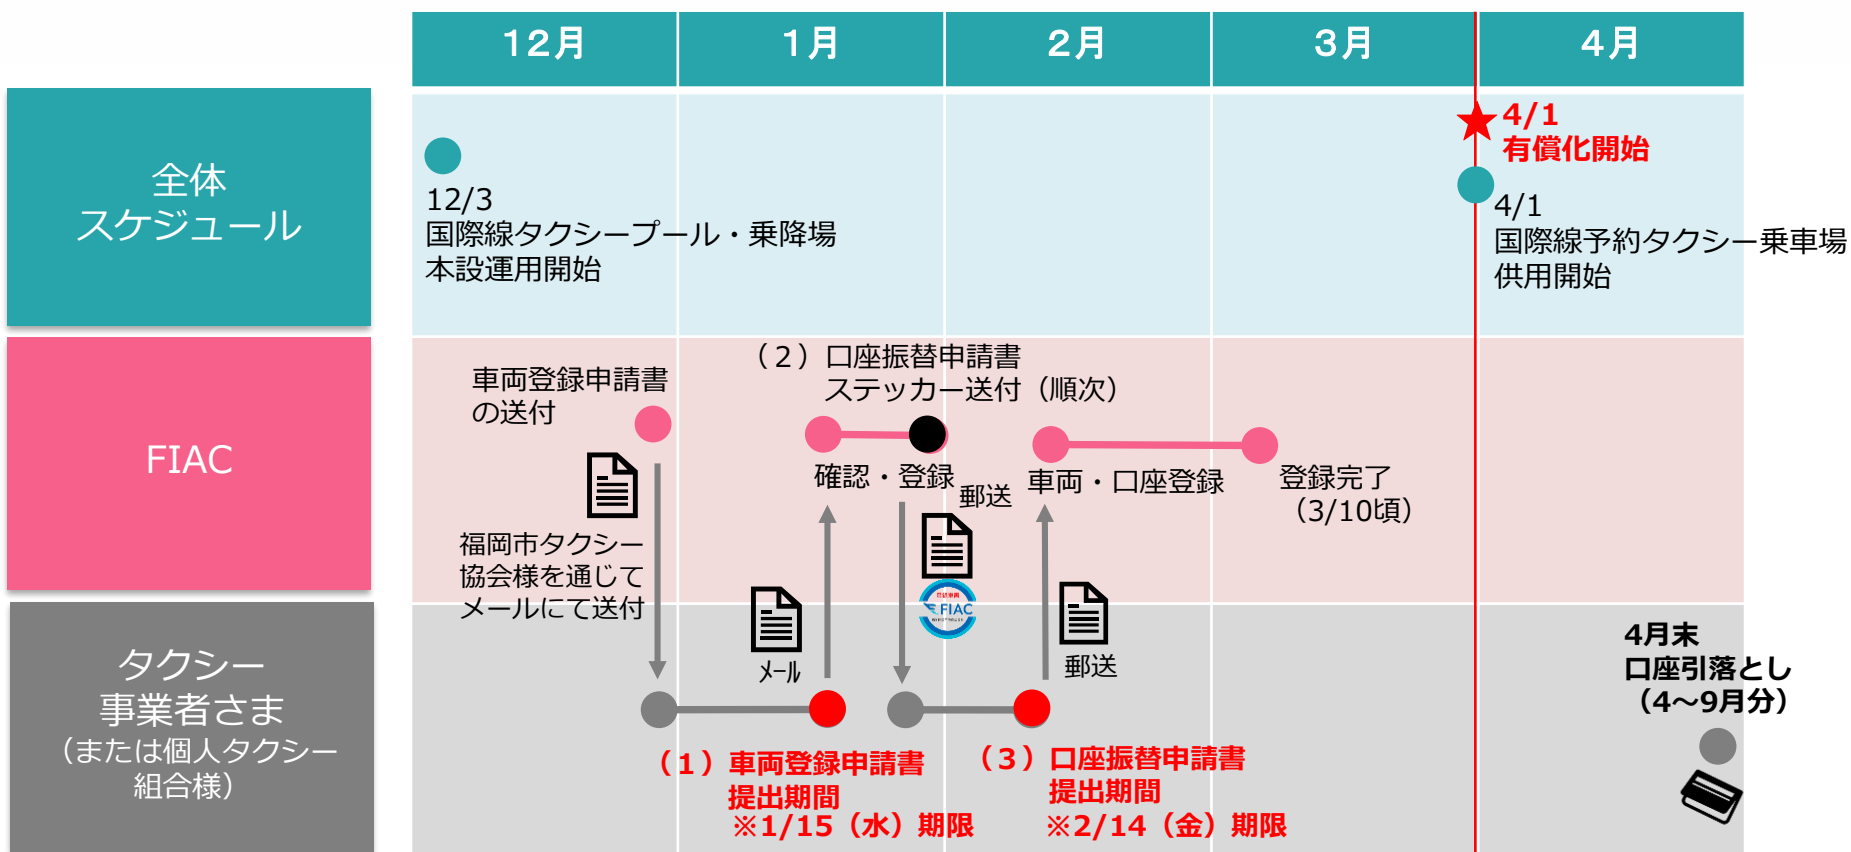 12月
1月
2月
3月
4月
全体
スケジュール
12/3
国際線タクシープール・乗降場
本設運用開始
4/1
有償化開始
4/1
国際線予約タクシー乗車場
供用開始
FIAC
車両登録申請書
の送付
福岡市タクシー
協会様を通じて
メールにて送付
（2）口座振替申請書
ステッカー送付（順次）
確認・登録
郵送
車両・口座登録
登録完了
（3/10頃）
FIAC
タクシー
事業者さま
（または個人タクシー
組合様）
メール
（1）車両登録申請書
提出期間
※1/15（水）期限
郵送
（3）口座振替申請書
提出期間
※2/14（金）期限
4月末
口座引落とし
（4～9月分）